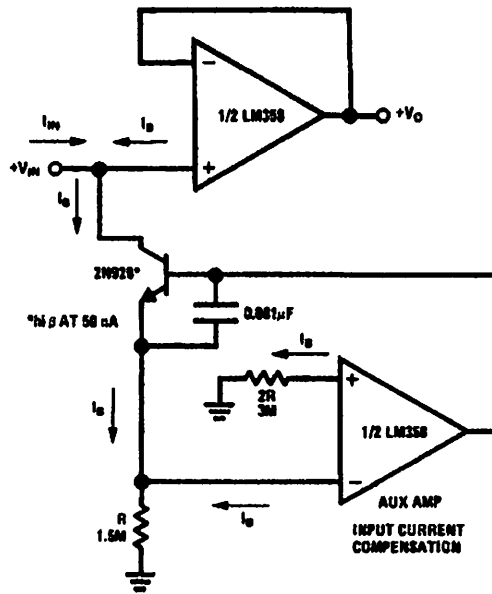 −
1/2 LM358
+V₀
I_IN
I_B
+
+V_IN
I_B
2N929*
*hi β AT 50 nA
0.001μF
I_B
+
2R
3M
1/2 LM358
I_B
−
I_B
R
1.5M
AUX AMP
INPUT CURRENT
COMPENSATION